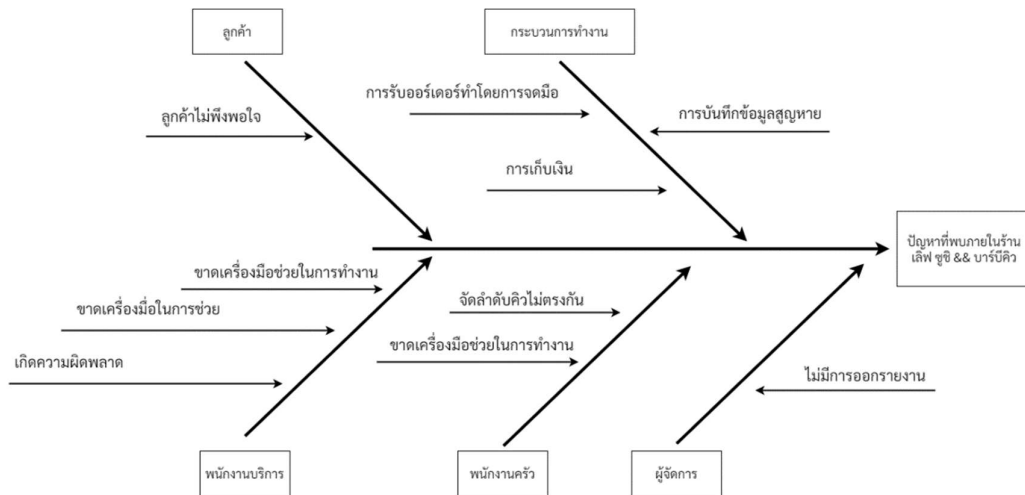 ลูกค้า
กระบวนการทำงาน
การรับออร์เดอร์ทำโดยการจดมือ
ลูกค้าไม่พึงพอใจ
การบันทึกข้อมูลสูญหาย
การเก็บเงิน
ปัญหาที่พบภายในร้าน
เลิฟ ซูชิ && บาร์บีคิว
ขาดเครื่องมือช่วยในการทำงาน
จัดลำดับคิวไม่ตรงกัน
ขาดเครื่องมื่อในการช่วย
ขาดเครื่องมือช่วยในการทำงาน
เกิดความผิดพลาด
ไม่มีการออกรายงาน
พนักงานบริการ
พนักงานครัว
ผู้จัดการ